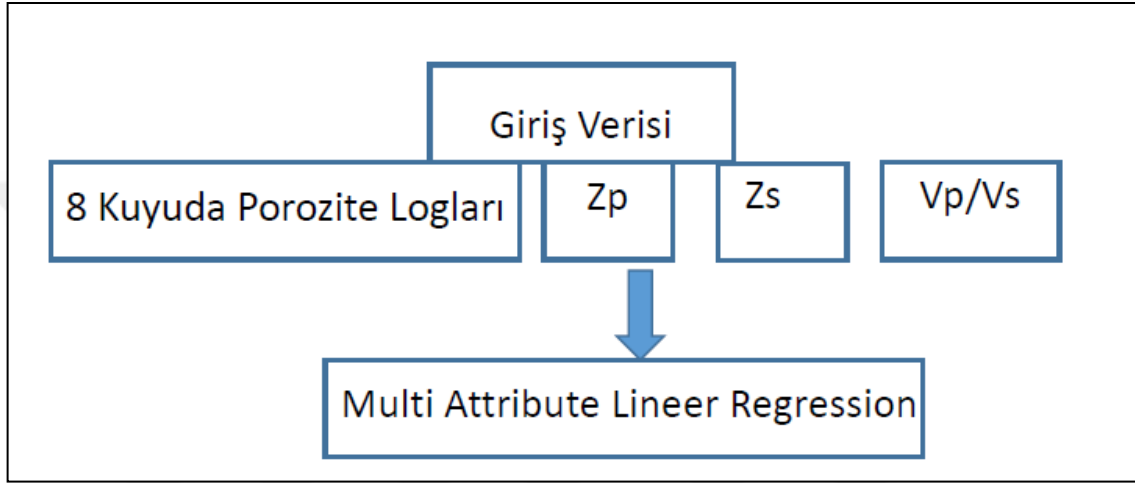 Giriş Verisi
8 Kuyuda Porozite Logları
Zp
Zs
Vp/Vs
Multi Attribute Lineer Regression